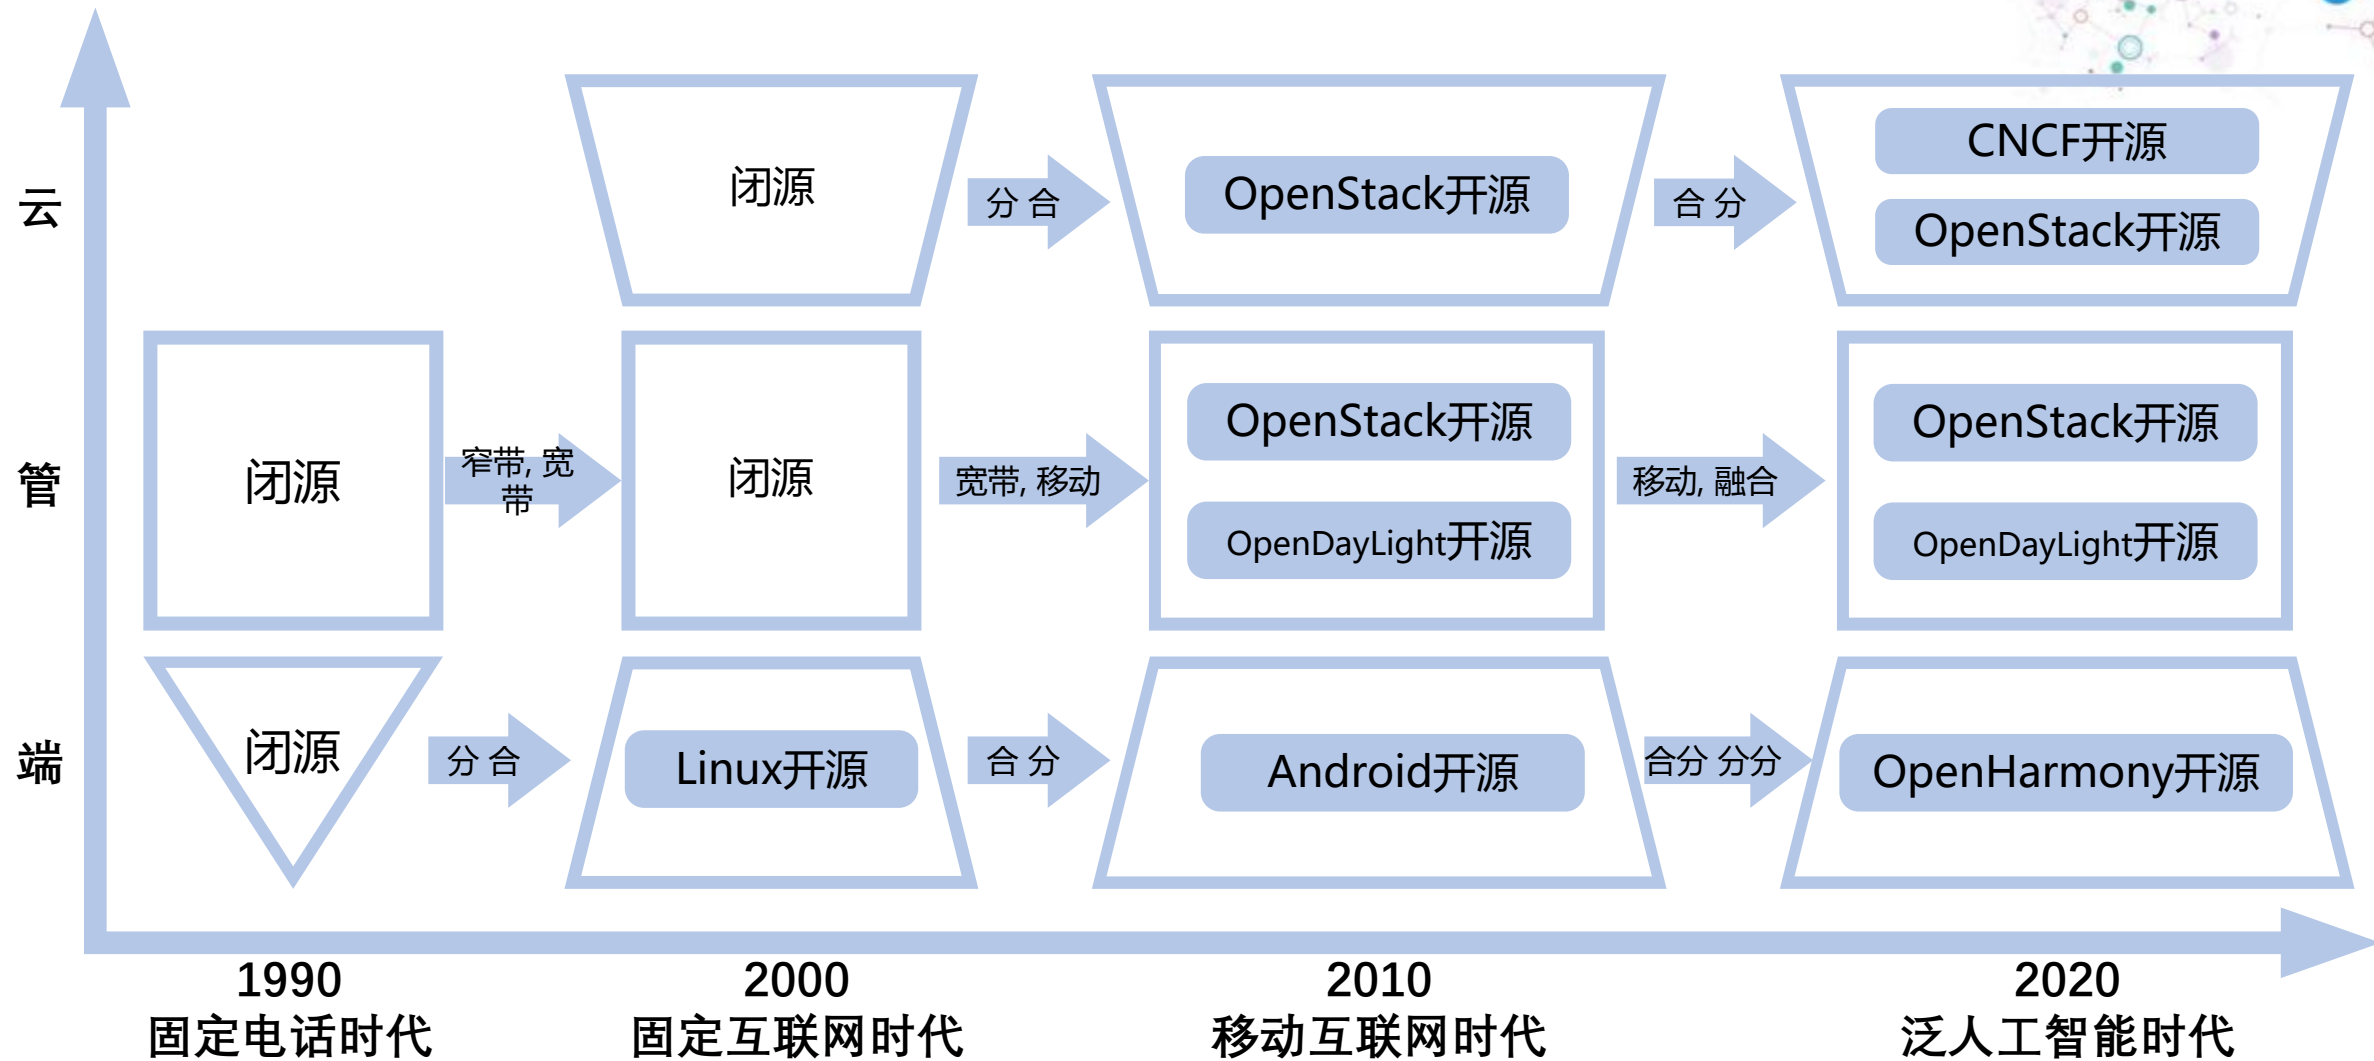 云
闭源
分 合
OpenStack开源
合 分
CNCF开源
OpenStack开源
管
闭源
窄带, 宽
带
闭源
宽带, 移动
OpenStack开源
OpenDayLight开源
移动, 融合
OpenStack开源
OpenDayLight开源
端
闭源
分 合
Linux开源
合 分
Android开源
合分 分分
OpenHarmony开源
1990
固定电话时代
2000
固定互联网时代
2010
移动互联网时代
2020
泛人工智能时代